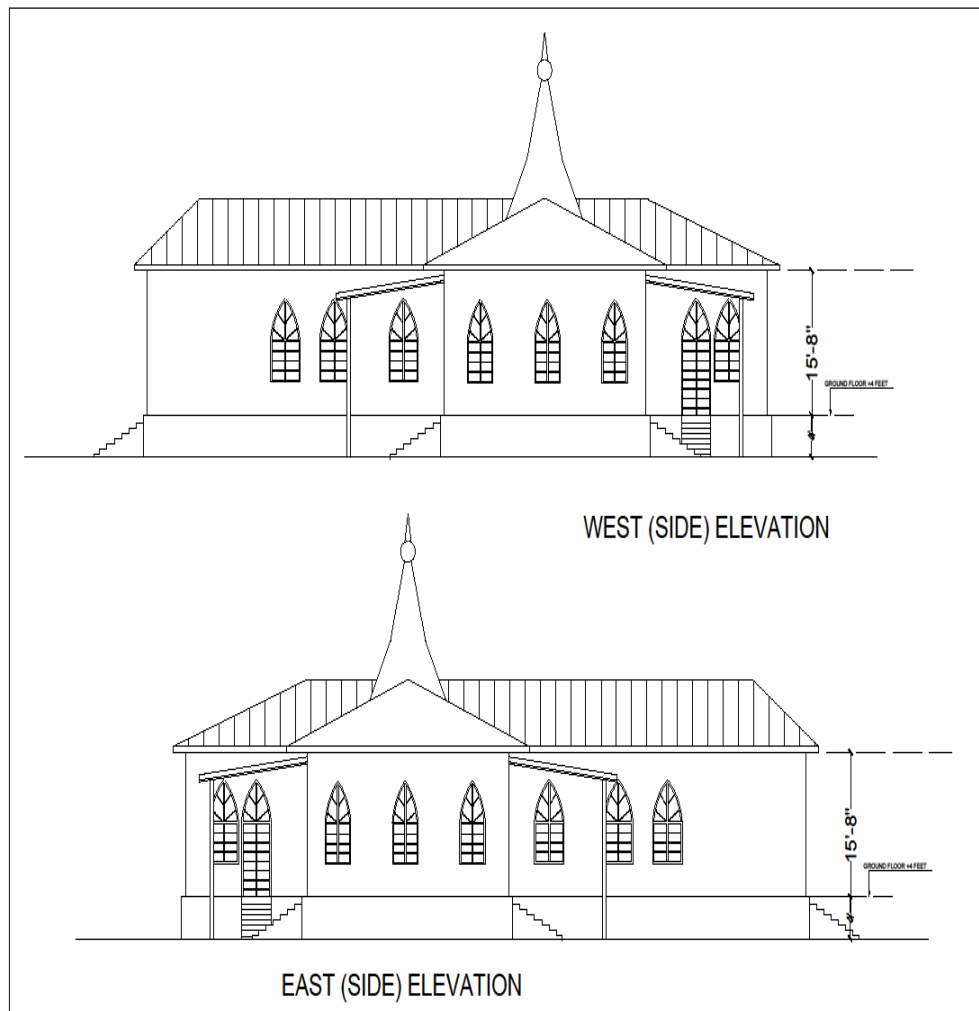 15'-8"
GROUND FLOOR +4 FEET
4'
WEST (SIDE) ELEVATION
15'-8"
GROUND FLOOR +4 FEET
4'
EAST (SIDE) ELEVATION